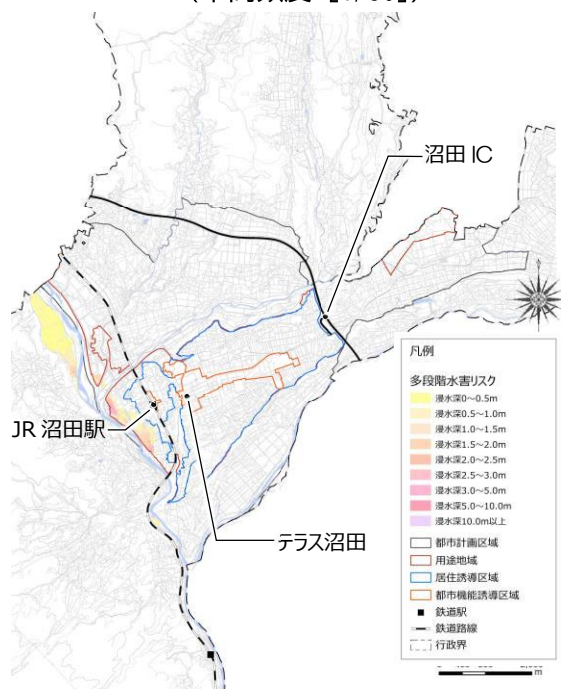 沼田 IC
JR 沼田駅
テラス沼田
凡例
多段階水害リスク
浸水深0~0.5m
浸水深0.5~1.0m
浸水深1.0~1.5m
浸水深1.5~2.0m
浸水深2.0~2.5m
浸水深2.5~3.0m
浸水深3.0~5.0m
浸水深5.0~10.0m
浸水深10.0m以上
都市計画区域
用途地域
居住誘導区域
都市機能誘導区域
鉄道駅
鉄道路線
行政界